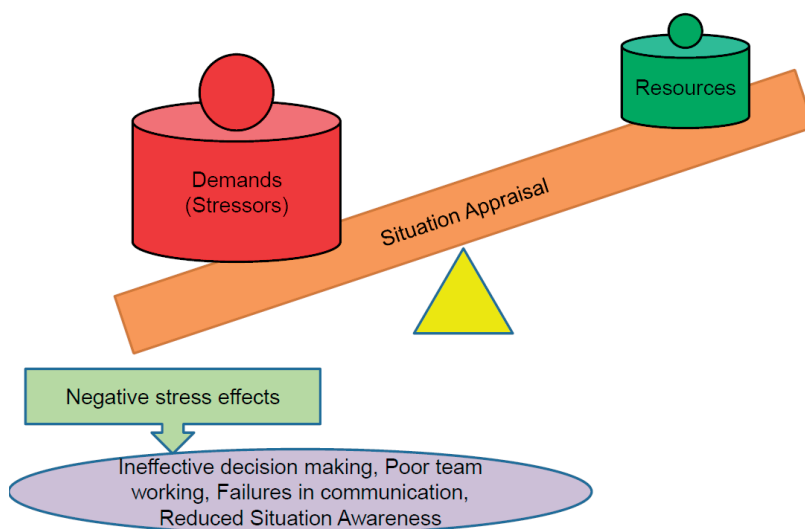 Resources
Demands
(Stressors)
Situation Appraisal
Negative stress effects
Ineffective decision making, Poor team
working, Failures in communication,
Reduced Situation Awareness